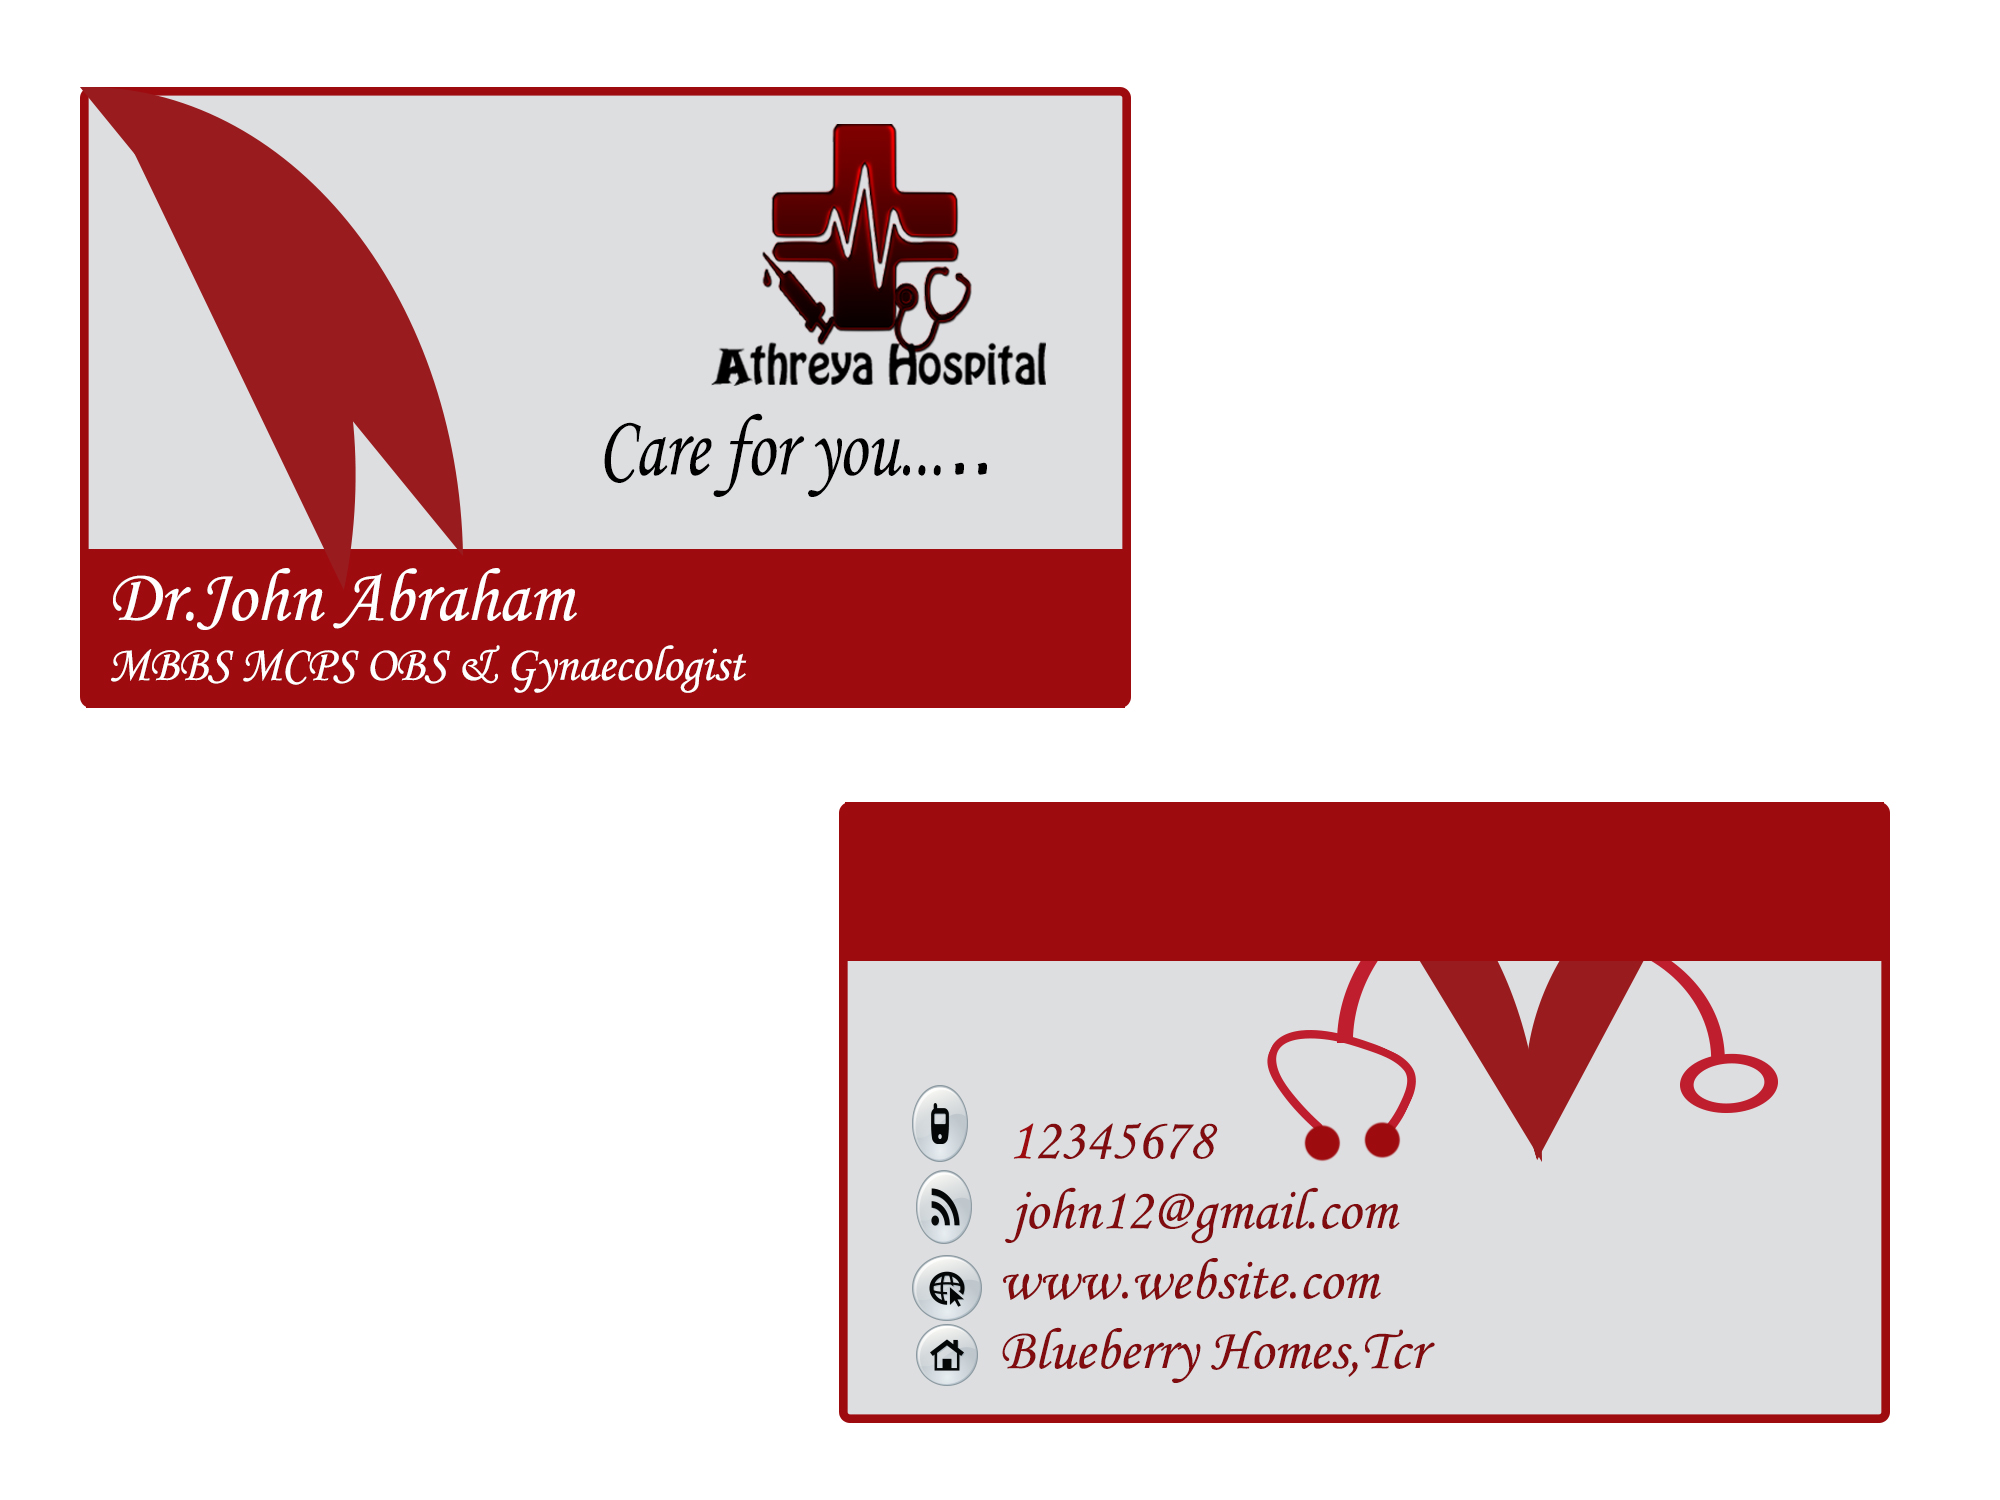 Athreya Hospital
Care for you.....
Dr.John Abraham
MBBS MCPS OBS & Gynaecologist
12345678
john12@gmail.com
www.website.com
Blueberry Homes,Tcr